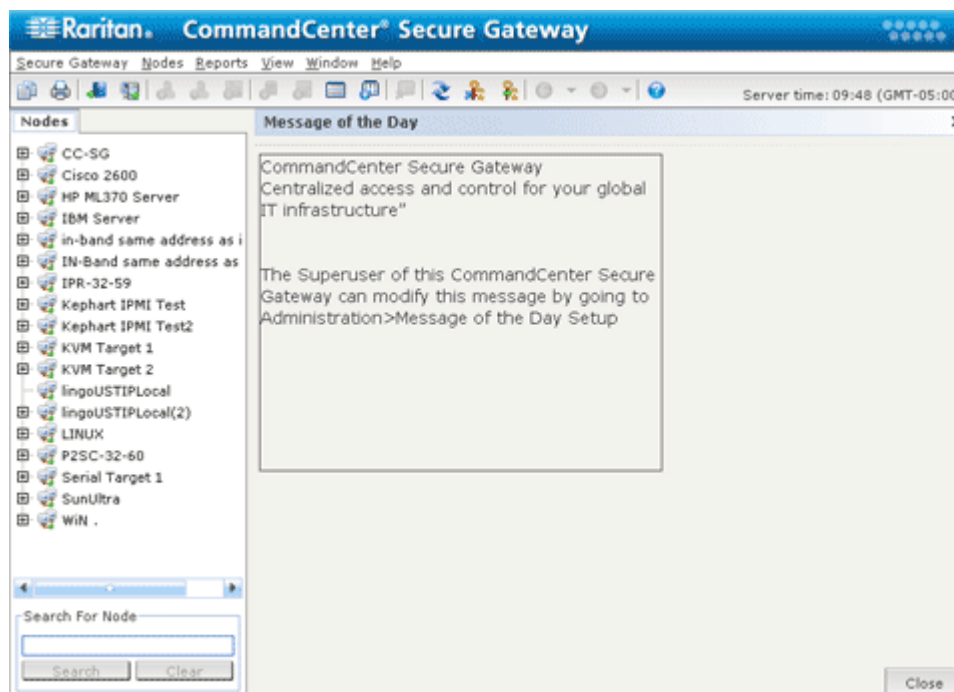 Raritan. CommandCenter® Secure Gateway
Secure Gateway Nodes Reports View Window Help
Server time: 09:48 (GMT-05:00
Nodes
Message of the Day
CC-SG
Cisco 2600
HP ML370 Server
IBM Server
in-band same address as i
IN-Band same address as
IPR-32-59
Kephart IPMI Test
Kephart IPMI Test2
KVM Target 1
KVM Target 2
lingoUSTIPLocal
lingoUSTIPLocal(2)
LINUX
P2SC-32-60
Serial Target 1
SunUltra
WiN .
CommandCenter Secure Gateway
Centralized access and control for your global
IT infrastructure"
The Superuser of this CommandCenter Secure
Gateway can modify this message by going to
Administration>Message of the Day Setup
Search For Node
Search Clear
Close